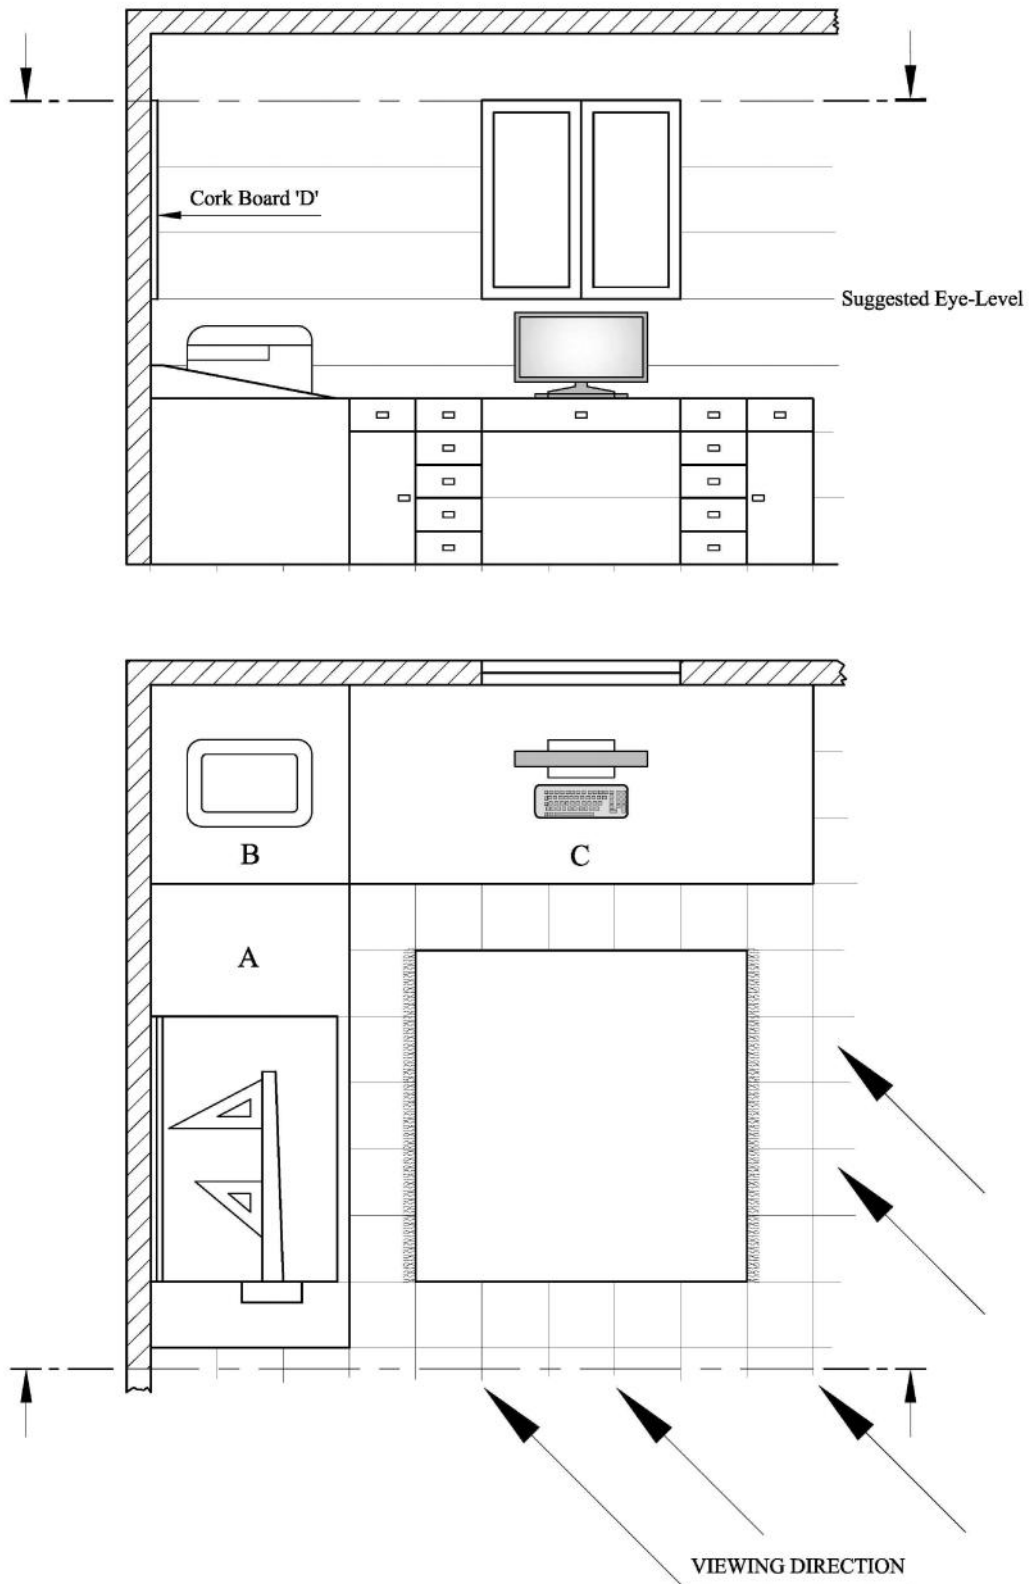 Cork Board 'D'
Suggested Eye-Level
B
C
A
VIEWING DIRECTION